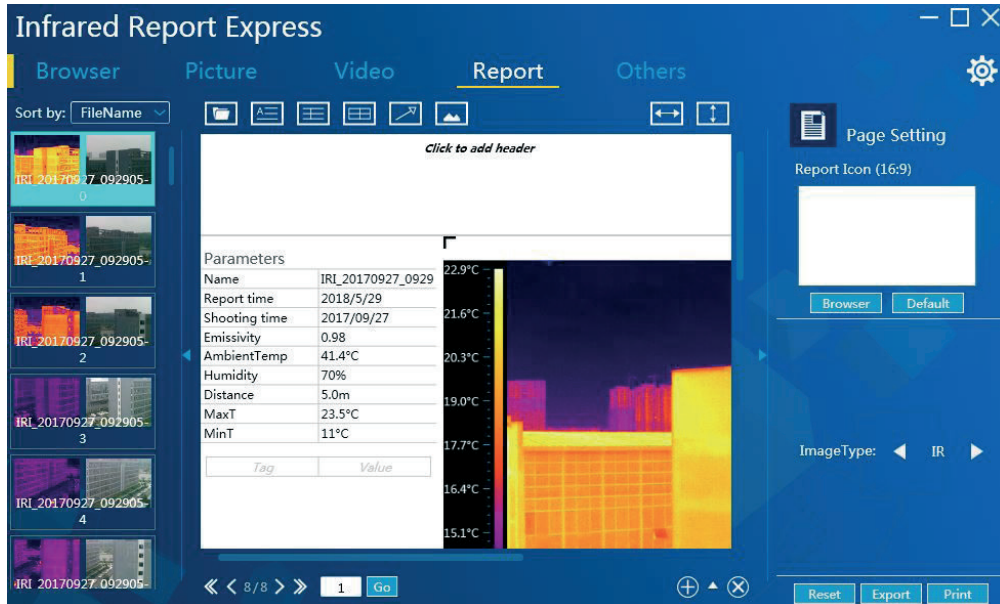 Infrared Report Express
Browser Picture Video Report Others
Sort by: FileName
IRI_20170927_092905-
0
IRI_20170927_092905-
1
IRI_20170927_092905-
2
IRI_20170927_092905-
3
IRI_20170927_092905-
4
IRI_20170927_092905-
Click to add header
Parameters
Name IRI_20170927_0929
Report time 2018/5/29
Shooting time 2017/09/27
Emissivity 0.98
AmbientTemp 41.4°C
Humidity 70%
Distance 5.0m
MaxT 23.5°C
MinT 11°C
Tag Value
22.9°C
21.6°C
20.3°C
19.0°C
17.7°C
16.4°C
15.1°C
8/8 1 Go
Page Setting
Report Icon (16:9)
Browser Default
ImageType: IR
Reset Export Print